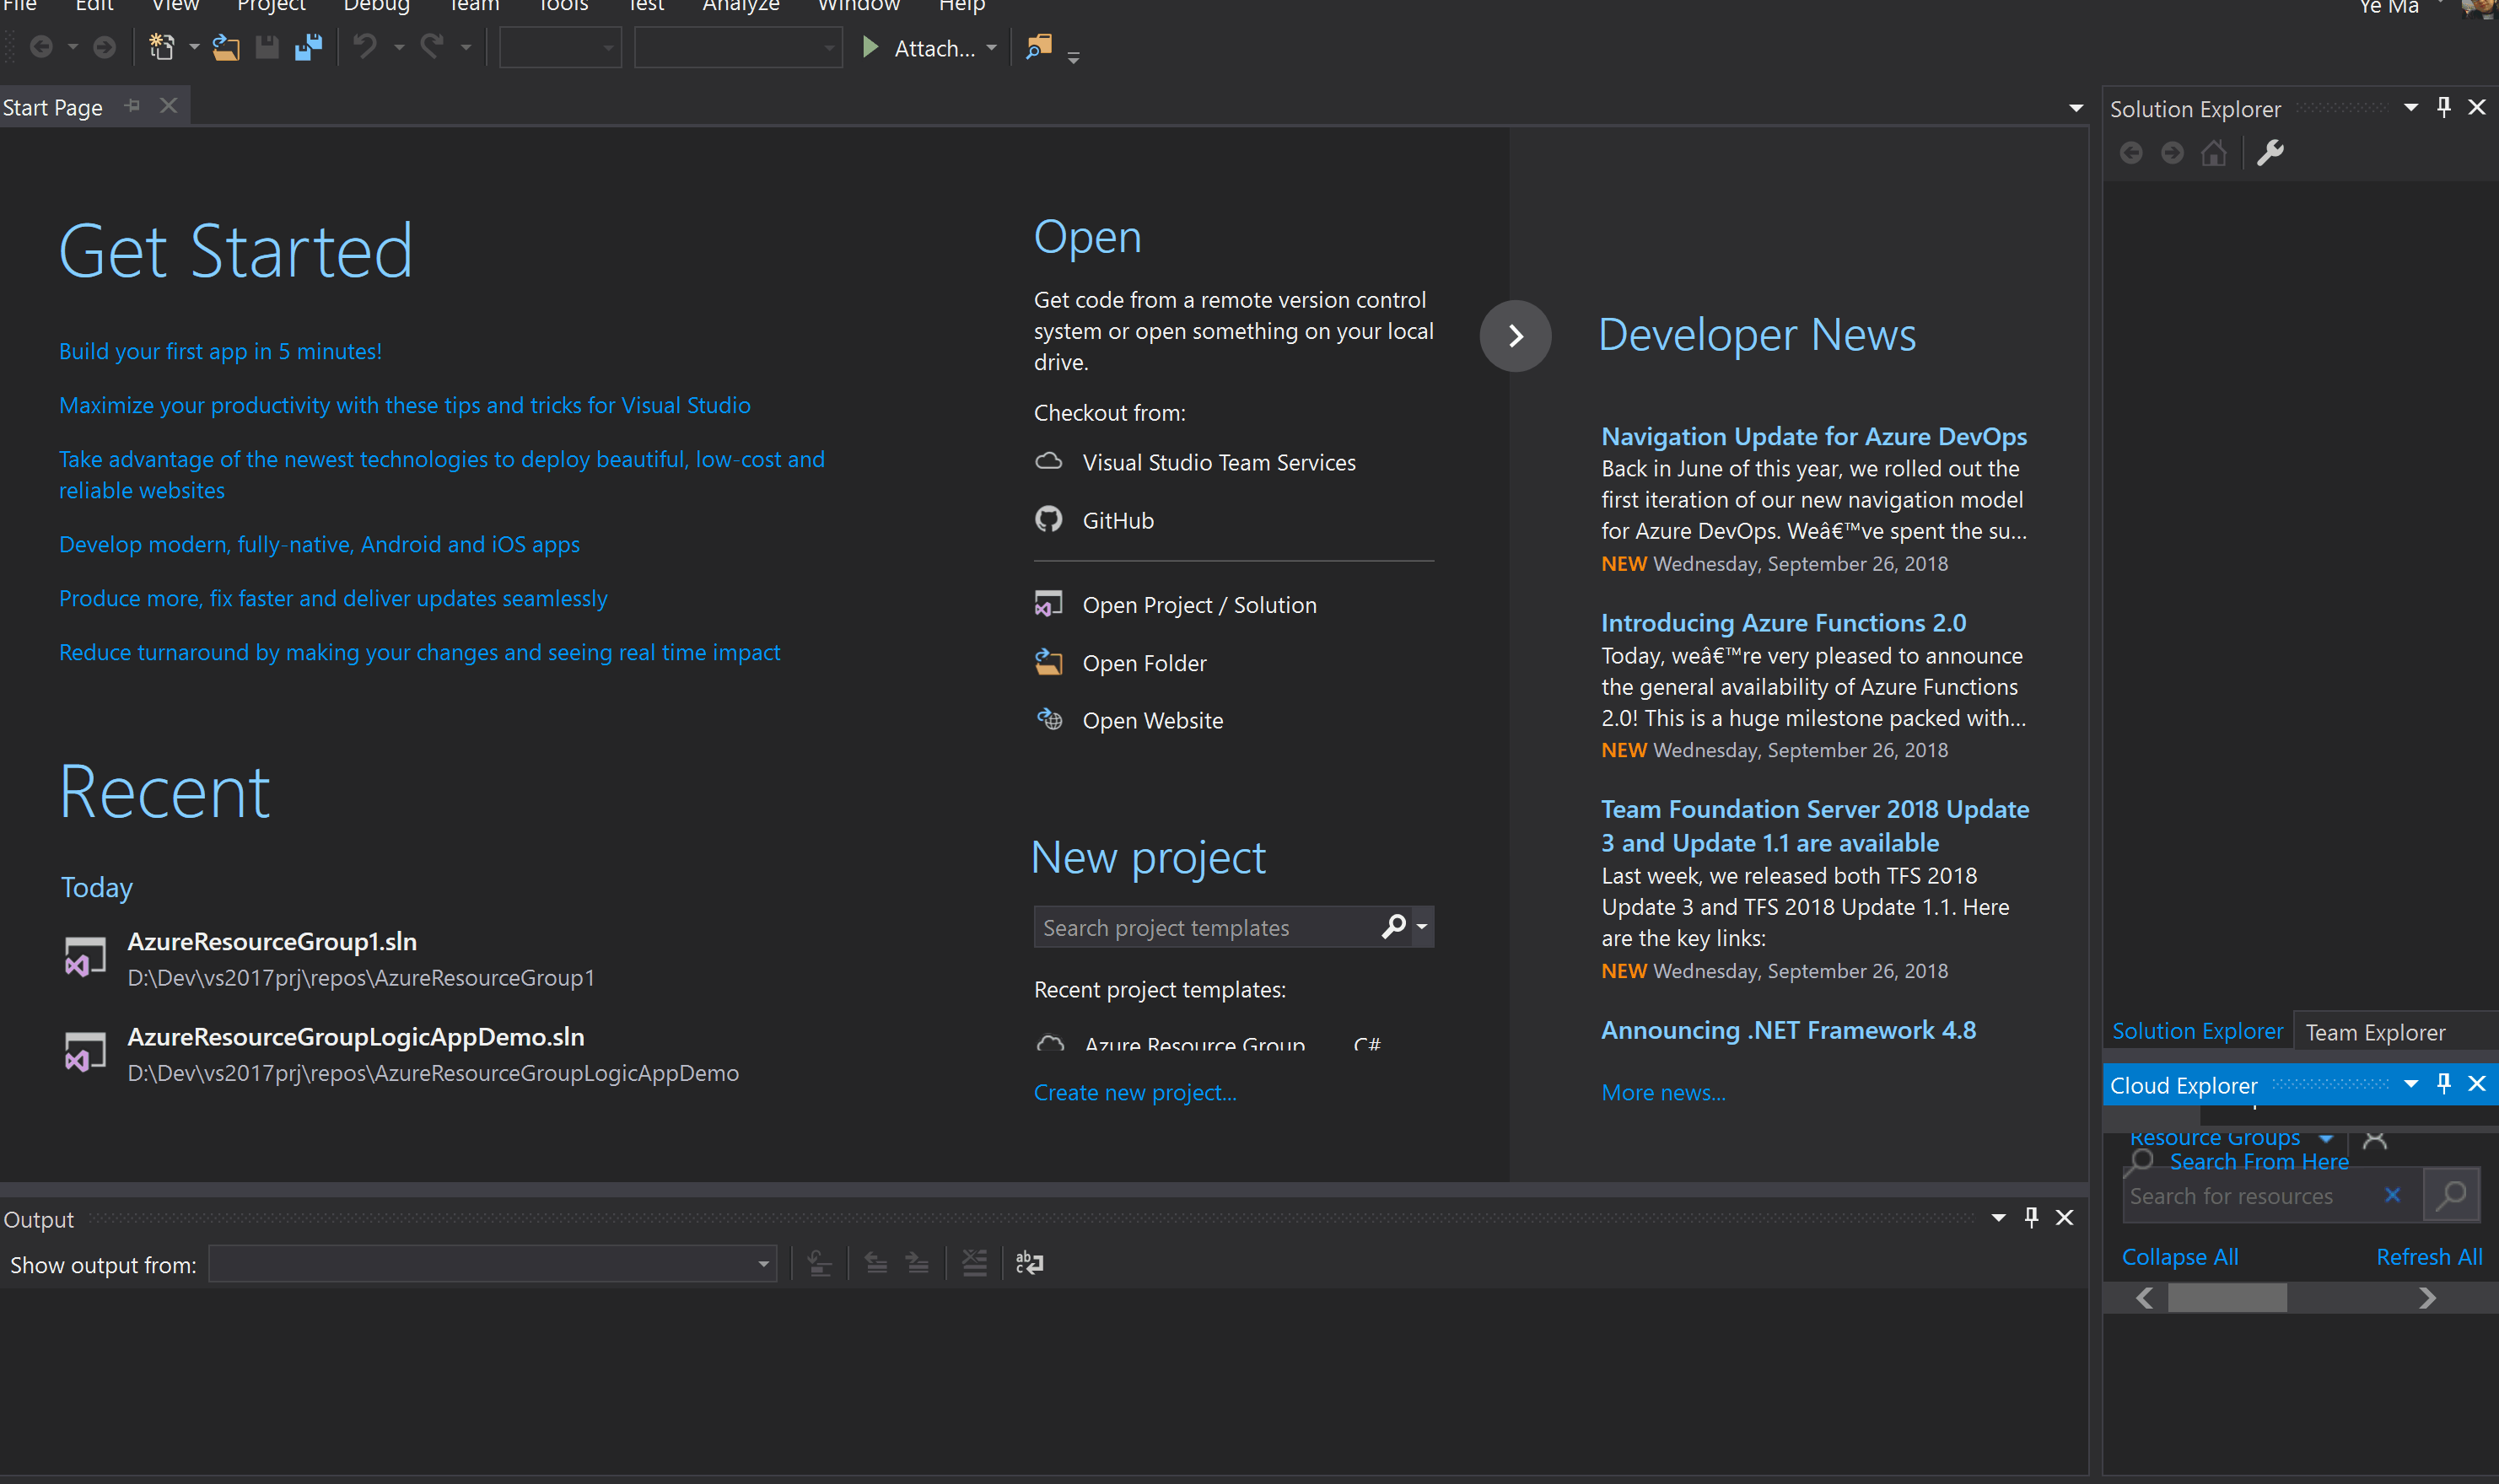 File Edit View Project Debug Team Tools Test Analyze Window Help
Ye Ma
Attach...
Start Page
Get Started
Build your first app in 5 minutes!
Maximize your productivity with these tips and tricks for Visual Studio
Take advantage of the newest technologies to deploy beautiful, low-cost and
reliable websites
Develop modern, fully-native, Android and iOS apps
Produce more, fix faster and deliver updates seamlessly
Reduce turnaround by making your changes and seeing real time impact
Recent
Today
AzureResourceGroup1.sln
D:\Dev\vs2017prj\repos\AzureResourceGroup1
AzureResourceGroupLogicAppDemo.sln
D:\Dev\vs2017prj\repos\AzureResourceGroupLogicAppDemo
Open
Get code from a remote version control
system or open something on your local
drive.
Checkout from:
Visual Studio Team Services
GitHub
Open Project / Solution
Open Folder
Open Website
New project
Search project templates
Recent project templates:
Azure Resource Group C#
Create new project...
Developer News
Navigation Update for Azure DevOps
Back in June of this year, we rolled out the
first iteration of our new navigation model
for Azure DevOps. Weâ€™ve spent the su...
NEW Wednesday, September 26, 2018
Introducing Azure Functions 2.0
Today, weâ€™re very pleased to announce
the general availability of Azure Functions
2.0! This is a huge milestone packed with...
NEW Wednesday, September 26, 2018
Team Foundation Server 2018 Update
3 and Update 1.1 are available
Last week, we released both TFS 2018
Update 3 and TFS 2018 Update 1.1. Here
are the key links:
NEW Wednesday, September 26, 2018
Announcing .NET Framework 4.8
More news...
Solution Explorer
Solution Explorer Team Explorer
Cloud Explorer
Resource Groups
Search From Here
Search for resources
Collapse All Refresh All
Output
Show output from: